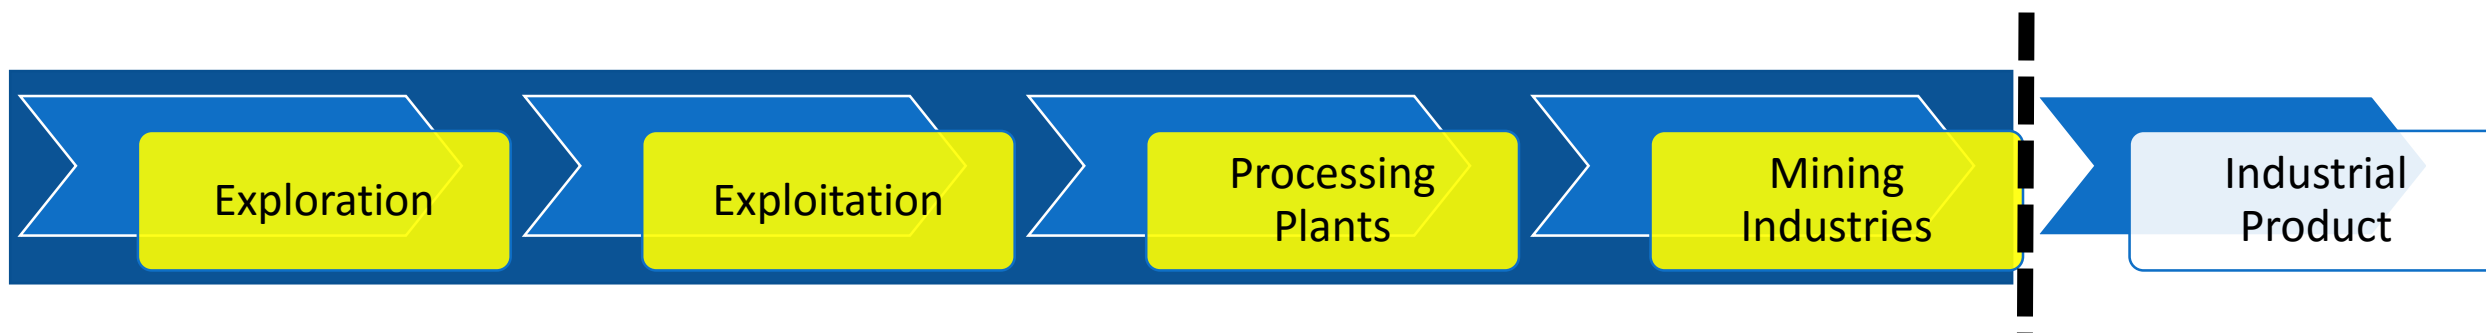 Exploration
Exploitation
Processing
Plants
Mining
Industries
Industrial
Product